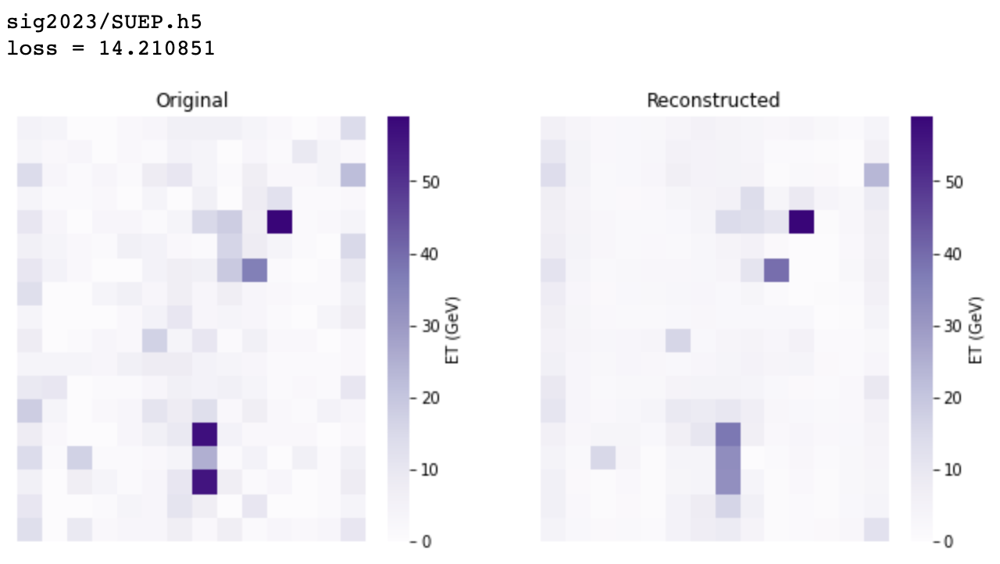 sig2023/SUEP.h5
loss = 14.210851
Original
50
40
30
20
10
0
ET (GeV)
Reconstructed
50
40
30
20
10
0
ET (GeV)